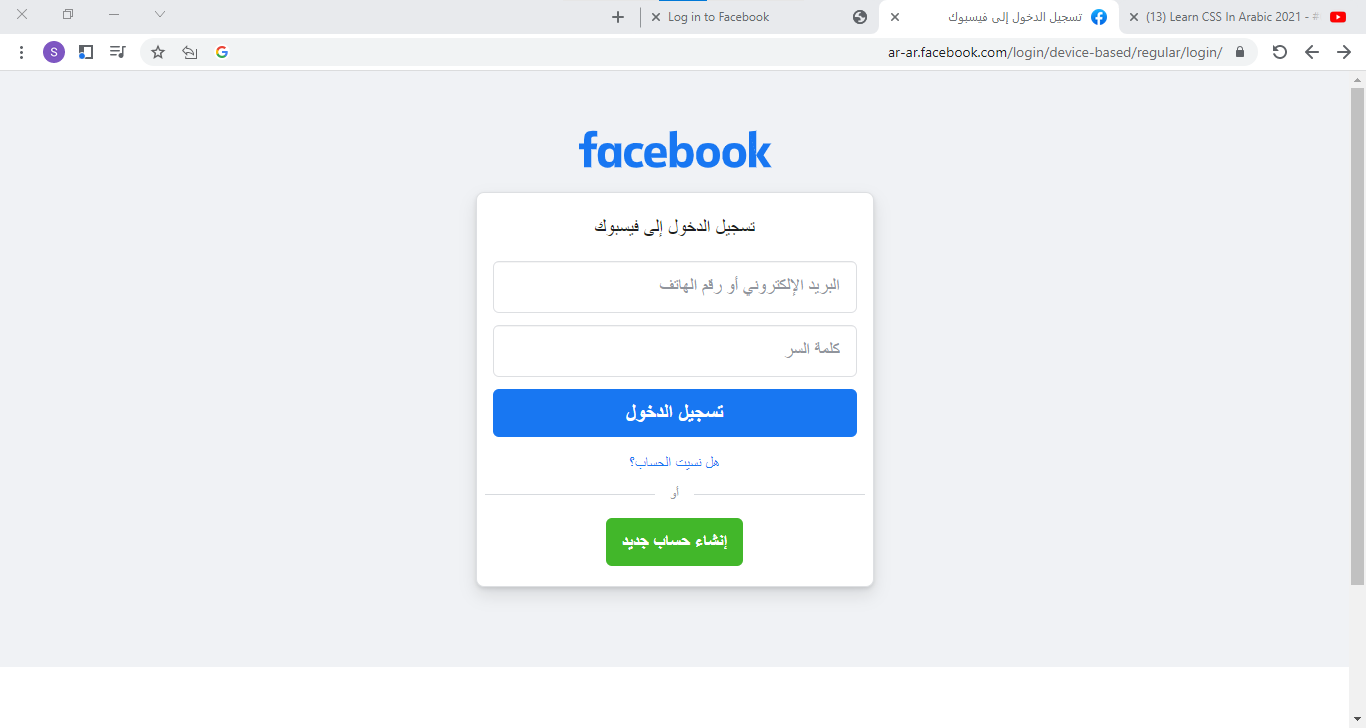 (13) Learn CSS In Arabic 2021 - #
تسجيل الدخول إلى فيسبوك
Log in to Facebook
S
ar-ar.facebook.com/login/device-based/regular/login/
facebook
تسجيل الدخول إلى فيسبوك
البريد الإلكتروني أو رقم الهاتف
كلمة السر
تسجيل الدخول
هل نسيت الحساب؟
أو
إنشاء حساب جديد